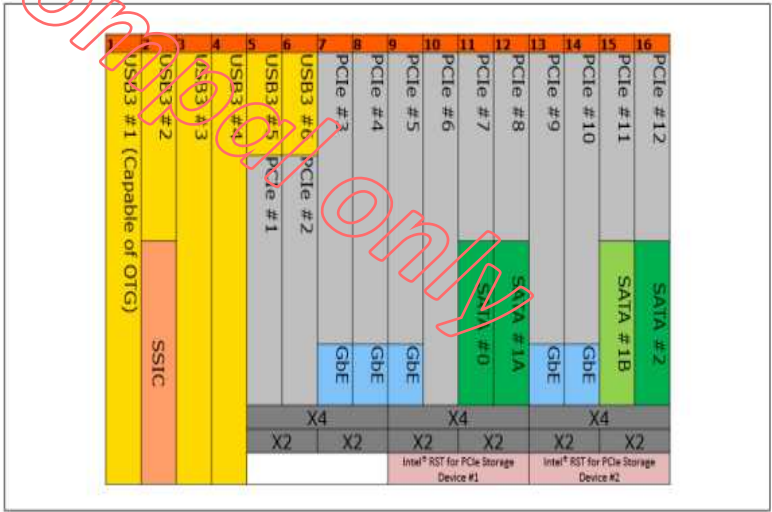 1 2 3 4 5 6 7 8 9 10 11 12 13 14 15 16
USB3 #1 (Capable of OTG)
USB3 #2
SSIC
USB3 #3
USB3 #4
USB3 #5
PCIe #1
USB3 #6
PCIe #2
PCIe #3
GbE
PCIe #4
GbE
PCIe #5
GbE
PCIe #6
PCIe #7
SATA #0
PCIe #8
SATA #1A
PCIe #9
GbE
PCIe #10
GbE
PCIe #11
SATA #1B
PCIe #12
SATA #2
X4 X4 X4
X2 X2 X2 X2 X2 X2
Intel® RST for PCIe Storage
Device #1
Intel® RST for PCIe Storage
Device #2
ompal only